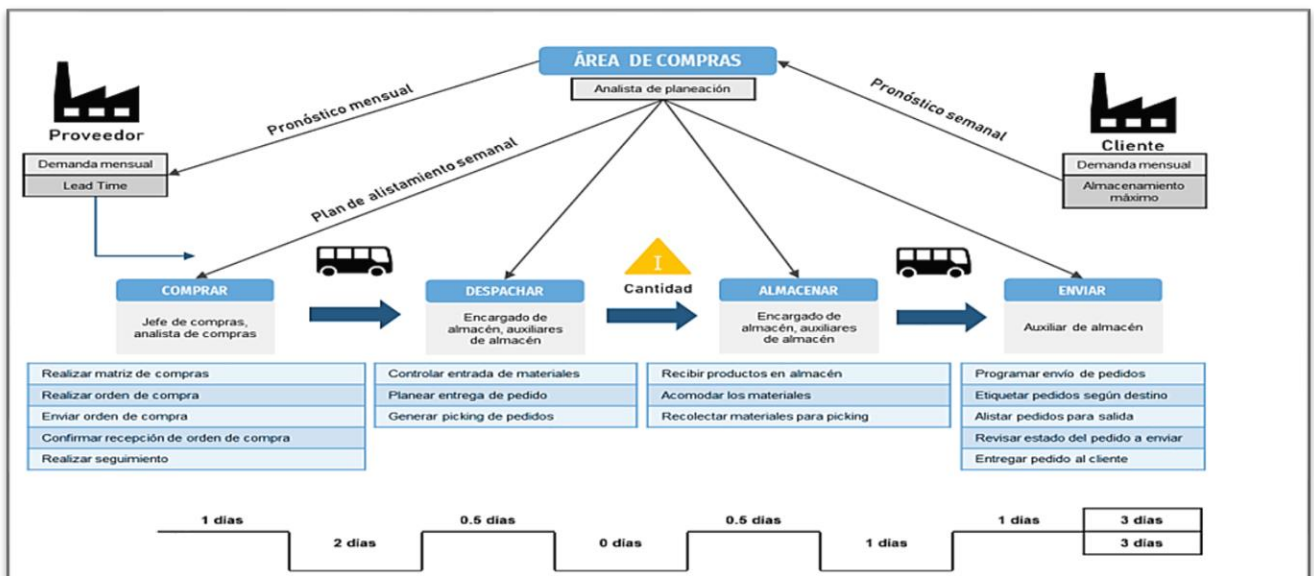 ÁREA DE COMPRAS
Analista de planeación
Pronóstico mensual
Pronóstico semanal
Plan de alistamiento semanal
Proveedor
Demanda mensual
Lead Time
Cliente
Demanda mensual
Almacenamiento
máximo
I
Cantidad
COMPRAR
Jefe de compras,
analista de compras
Realizar matriz de compras
Realizar orden de compra
Enviar orden de compra
Confirmar recepción de orden de compra
Realizar seguimiento
DESPACHAR
Encargado de
almacén, auxiliares
de almacén
Controlar entrada de materiales
Planear entrega de pedido
Generar picking de pedidos
ALMACENAR
Encargado de
almacén, auxiliares
de almacén
Recibir productos en almacén
Acomodar los materiales
Recolectar materiales para picking
ENVIAR
Auxiliar de almacén
Programar envío de pedidos
Etiquetar pedidos según destino
Alistar pedidos para salida
Revisar estado del pedido a enviar
Entregar pedido al cliente
1 días
2 días
0.5 días
0 días
0.5 días
1 días
1 días
3 días
3 días